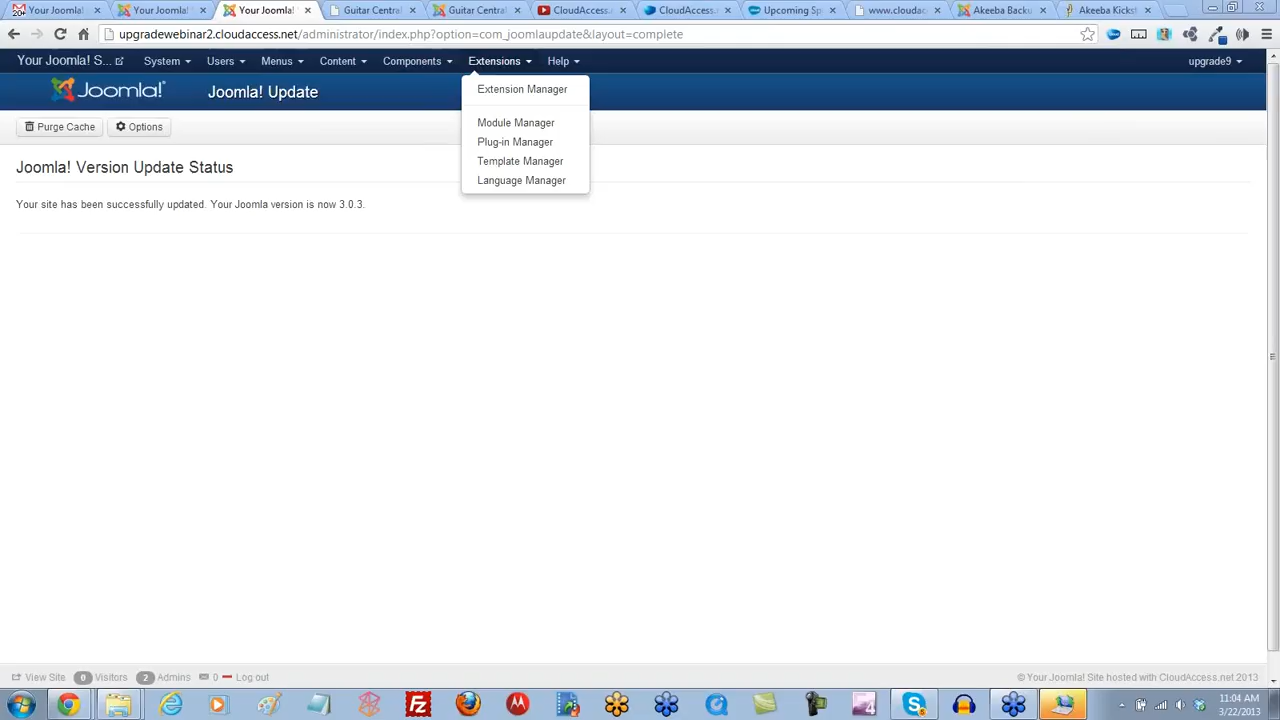 20+
Your Joomla!
Your Joomla!
Your Joomla!
Guitar Central
Guitar Central
CloudAccess.
CloudAccess.
Upcoming Sp
www.cloudac
Akeeba Backu
Akeeba Kickst
upgradewebinar2.cloudaccess.net/administrator/index.php?option=com_joomlaupdate&layout=complete
Your Joomla! S...
System
Users
Menus
Content
Components
Extensions
Help
upgrade9
Joomla!
Joomla! Update
Extension Manager
Module Manager
Plug-in Manager
Template Manager
Language Manager
Purge Cache
Options
Joomla! Version Update Status
Your site has been successfully updated. Your Joomla version is now 3.0.3.
View Site
0 Visitors
2 Admins
0
Log out
© Your Joomla! Site hosted with CloudAccess.net 2013
11:04 AM
3/22/2013